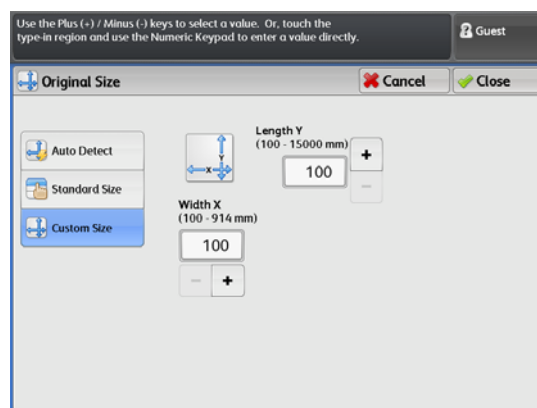 Use the Plus (+) / Minus (-) keys to select a value. Or, touch the
type-in region and use the Numeric Keypad to enter a value directly.
Guest
Original Size
Cancel
Close
Auto Detect
Standard Size
Custom Size
Y
X
Length Y
(100 - 15000 mm)
100
+
−
Width X
(100 - 914 mm)
100
− +